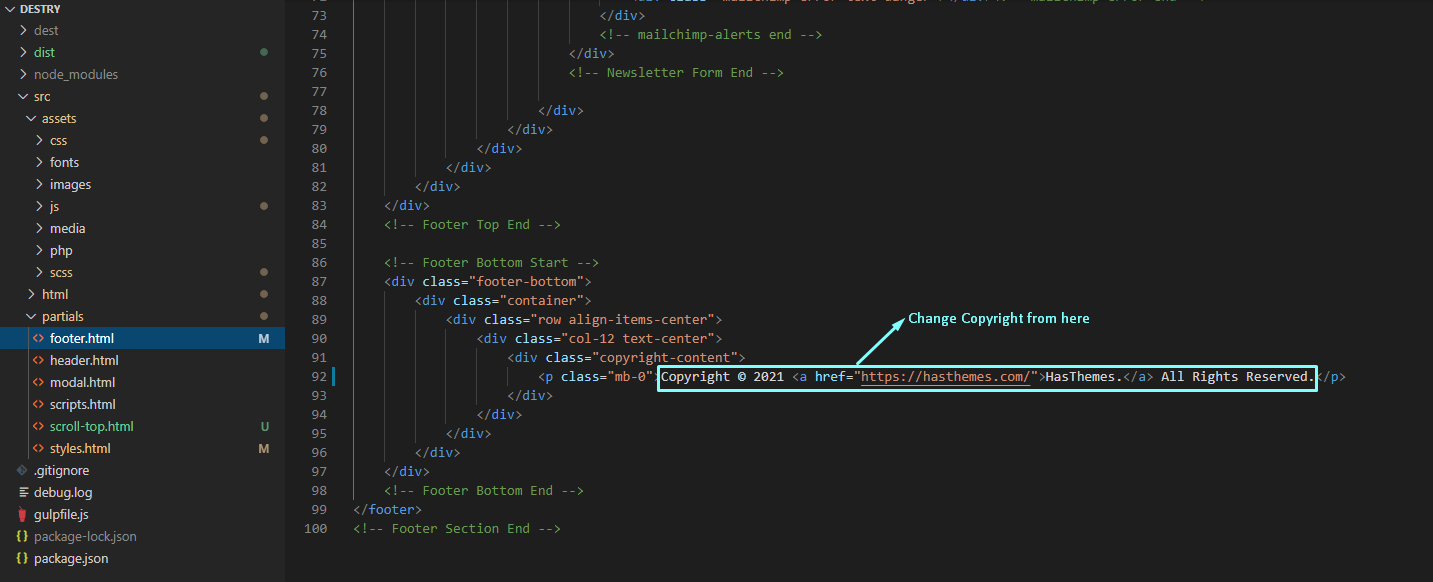 DESTRY
dest
dist
node_modules
src
assets
css
fonts
images
js
media
php
scss
html
partials
footer.html M
header.html
modal.html
scripts.html
scroll-top.html U
styles.html M
.gitignore
debug.log
gulpfile.js
package-lock.json
package.json
73 </div>
74 <!-- mailchimp-alerts end -->
75 </div>
76 <!-- Newsletter Form End -->
77
78 </div>
79 </div>
80 </div>
81 </div>
82 </div>
83 </div>
84 <!-- Footer Top End -->
85
86 <!-- Footer Bottom Start -->
87 <div class="footer-bottom">
88 <div class="container">
89 <div class="row align-items-center">
90 <div class="col-12 text-center">
91 <div class="copyright-content">
92 <p class="mb-0">Copyright © 2021 <a href="https://hasthemes.com/">HasThemes.</a> All Rights Reserved.</p>
93 </div>
94 </div>
95 </div>
96 </div>
97 </div>
98 <!-- Footer Bottom End -->
99 </footer>
100 <!-- Footer Section End -->
Change Copyright from here